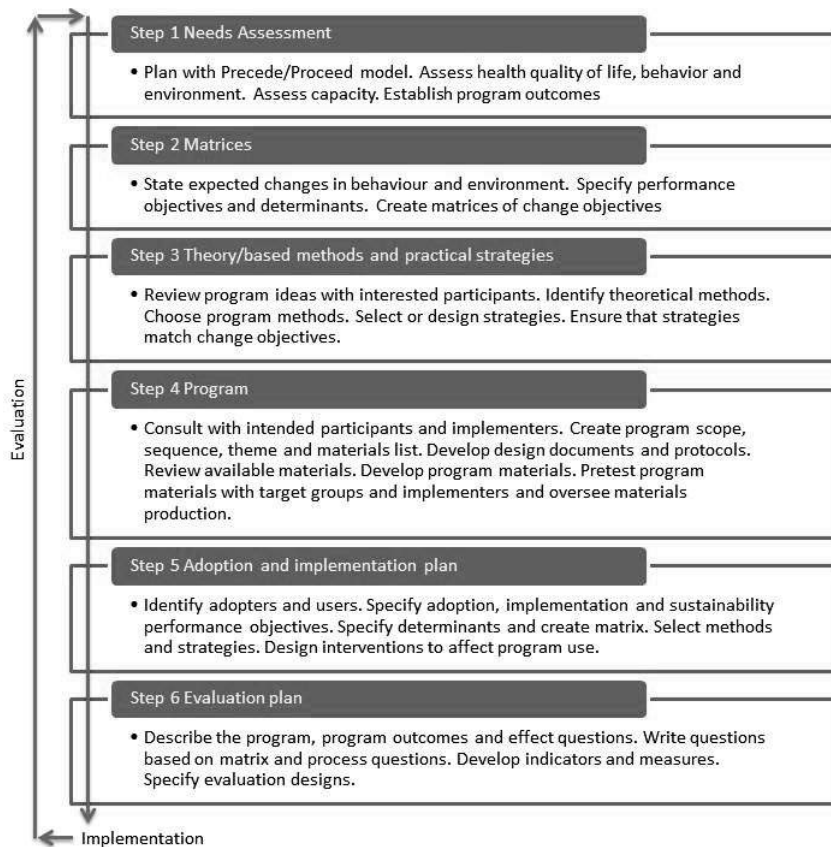 Step 1 Needs Assessment
• Plan with Precede/Proceed model. Assess health quality of life, behavior and
environment. Assess capacity. Establish program outcomes
Step 2 Matrices
• State expected changes in behaviour and environment. Specify performance
objectives and determinants. Create matrices of change objectives
Step 3 Theory/based methods and practical strategies
• Review program ideas with interested participants. Identify theoretical methods.
Choose program methods. Select or design strategies. Ensure that strategies
match change objectives.
Step 4 Program
• Consult with intended participants and implementers. Create program scope,
sequence, theme and materials list. Develop design documents and protocols.
Review available materials. Develop program materials. Pretest program
materials with target groups and implementers and oversee materials
production.
Step 5 Adoption and implementation plan
• Identify adopters and users. Specify adoption, implementation and sustainability
performance objectives. Specify determinants and create matrix. Select methods
and strategies. Design interventions to affect program use.
Step 6 Evaluation plan
• Describe the program, program outcomes and effect questions. Write questions
based on matrix and process questions. Develop indicators and measures.
Specify evaluation designs.
Evaluation
Implementation